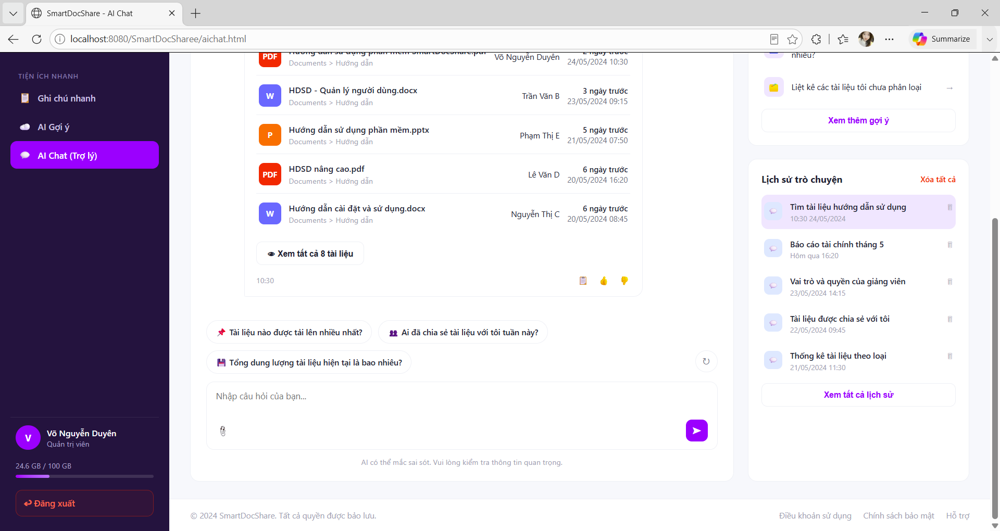 SmartDocShare - AI Chat
localhost:8080/SmartDocSharee/aichat.html
Summarize
TIỆN ÍCH NHANH
Ghi chú nhanh
AI Gợi ý
AI Chat (Trợ lý)
Võ Nguyễn Duyên
Quản trị viên
24.6 GB / 100 GB
Đăng xuất
PDF
Hướng dẫn sử dụng phần mềm SmartDocShare.pdf
Documents > Hướng dẫn
Võ Nguyễn Duyên
2 ngày trước
24/05/2024 10:30
W
HDSD - Quản lý người dùng.docx
Documents > Hướng dẫn
Trần Văn B
3 ngày trước
23/05/2024 09:15
P
Hướng dẫn sử dụng phần mềm.pptx
Documents > Hướng dẫn
Phạm Thị E
5 ngày trước
21/05/2024 07:50
PDF
HDSD nâng cao.pdf
Documents > Hướng dẫn
Lê Văn D
6 ngày trước
20/05/2024 16:20
W
Hướng dẫn cài đặt và sử dụng.docx
Documents > Hướng dẫn
Nguyễn Thị C
6 ngày trước
20/05/2024 08:45
Xem tất cả 8 tài liệu
10:30
Tài liệu nào được tải lên nhiều nhất?
Ai đã chia sẻ tài liệu với tôi tuần này?
Tổng dung lượng tài liệu hiện tại là bao nhiêu?
Nhập câu hỏi của bạn...
AI có thể mắc sai sót. Vui lòng kiểm tra thông tin quan trọng.
nhiêu?
Liệt kê các tài liệu tôi chưa phân loại
Xem thêm gợi ý
Lịch sử trò chuyện
Xóa tất cả
Tìm tài liệu hướng dẫn sử dụng
10:30 24/05/2024
Báo cáo tài chính tháng 5
Hôm qua 16:20
Vai trò và quyền của giảng viên
23/05/2024 14:15
Tài liệu được chia sẻ với tôi
22/05/2024 09:45
Thống kê tài liệu theo loại
21/05/2024 11:30
Xem tất cả lịch sử
© 2024 SmartDocShare. Tất cả quyền được bảo lưu.
Điều khoản sử dụng
Chính sách bảo mật
Hỗ trợ
V